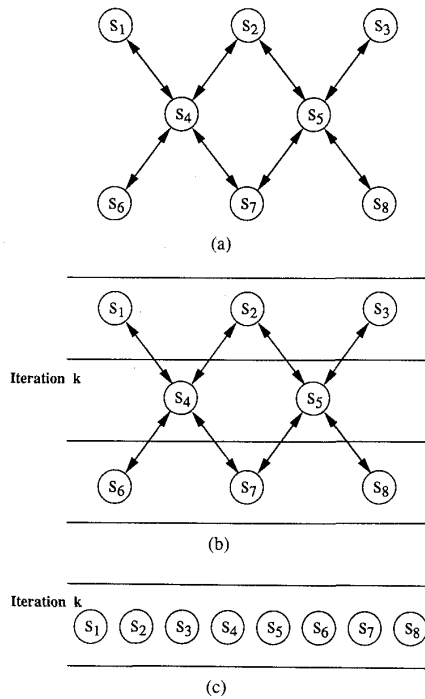 S1 S2 S3
S4 S5
S6 S7 S8
(a)
S1 S2 S3
Iteration k
S4 S5
S6 S7 S8
(b)
Iteration k
S1 S2 S3 S4 S5 S6 S7 S8
(c)